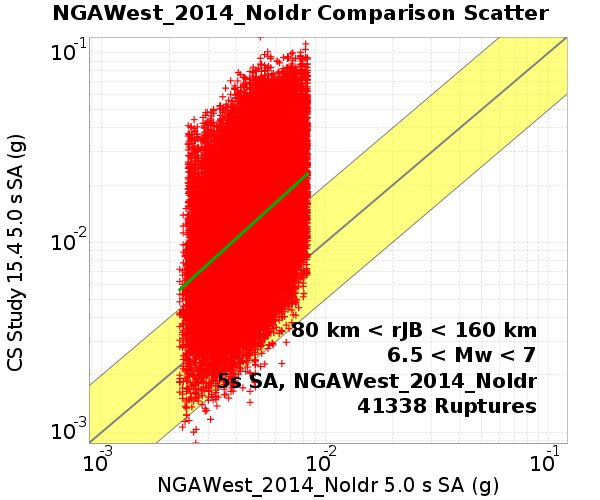 NGAWest_2014_NoIdr Comparison Scatter
10-1
10-2
10-3
CS Study 15.4 5.0 s SA (g)
80 km < rJB < 160 km
6.5 < Mw < 7
5s SA, NGAWest_2014_NoIdr
41338 Ruptures
10-3 10-2 10-1
NGAWest_2014_NoIdr 5.0 s SA (g)